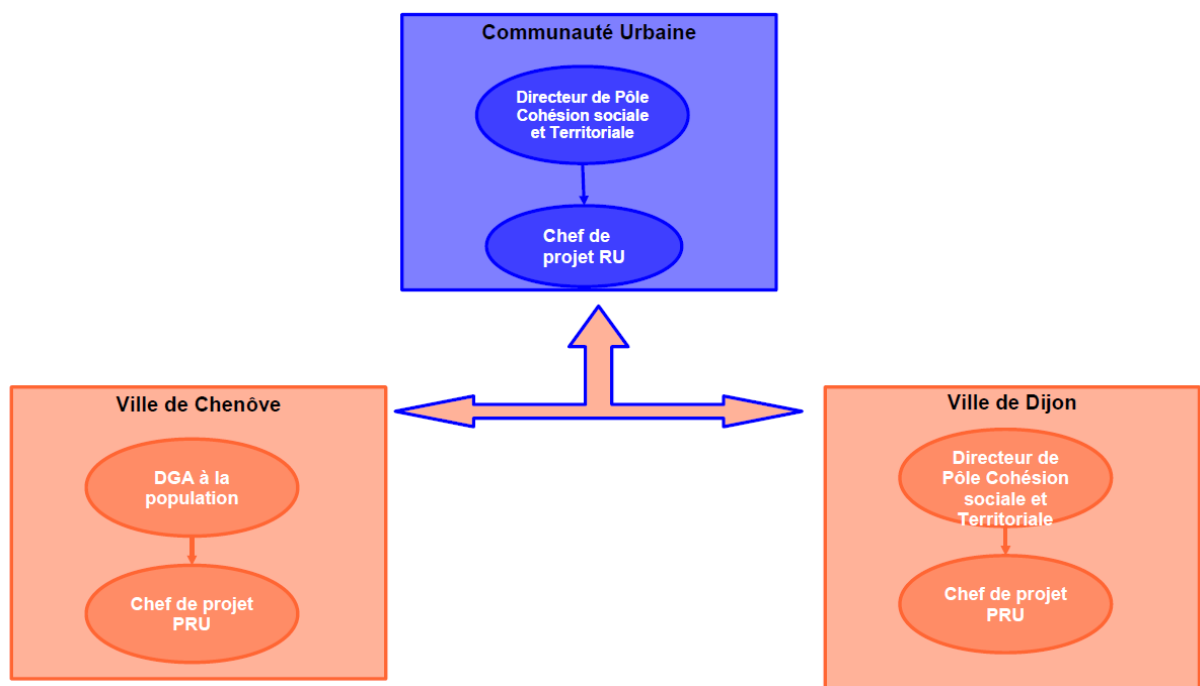 Communauté Urbaine
Directeur de Pôle
Cohésion sociale
et Territoriale
Chef de
projet RU
Ville de Chenôve
DGA à la
population
Chef de projet
PRU
Ville de Dijon
Directeur de
Pôle Cohésion
sociale et
Territoriale
Chef de projet
PRU